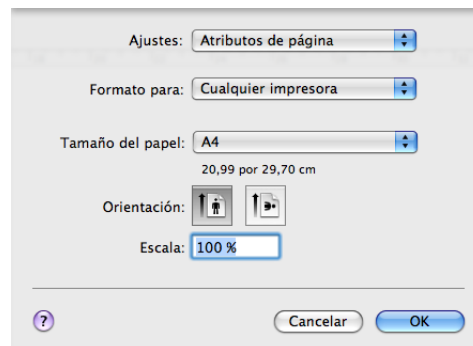 Ajustes: Atributos de página
Formato para: Cualquier impresora
Tamaño del papel: A4
20,99 por 29,70 cm
Orientación:
Escala: 100 %
? Cancelar OK